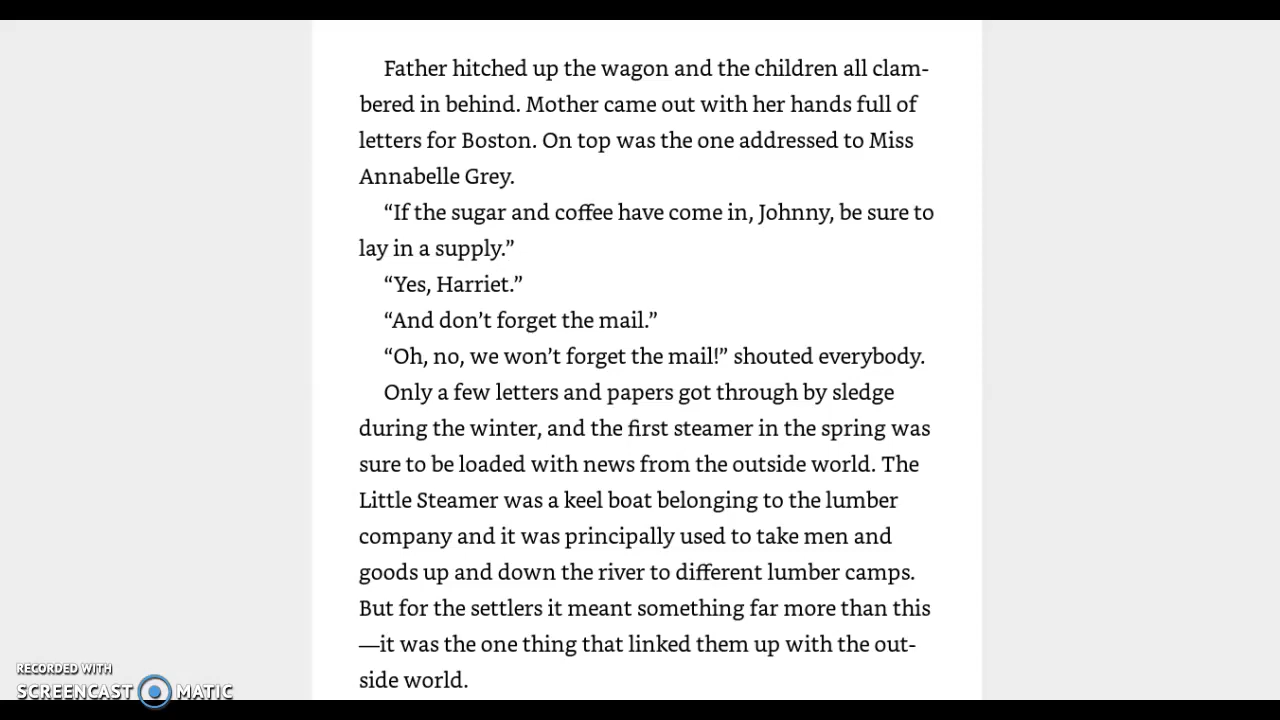 Father hitched up the wagon and the children all clam-
bered in behind. Mother came out with her hands full of
letters for Boston. On top was the one addressed to Miss
Annabelle Grey.
“If the sugar and coffee have come in, Johnny, be sure to
lay in a supply.”
“Yes, Harriet.”
“And don’t forget the mail.”
“Oh, no, we won’t forget the mail!” shouted everybody.
Only a few letters and papers got through by sledge
during the winter, and the first steamer in the spring was
sure to be loaded with news from the outside world. The
Little Steamer was a keel boat belonging to the lumber
company and it was principally used to take men and
goods up and down the river to different lumber camps.
But for the settlers it meant something far more than this
—it was the one thing that linked them up with the out-
side world.
RECORDED WITH
SCREENCAST MATIC